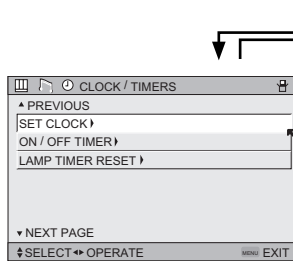 CLOCK / TIMERS
PREVIOUS
SET CLOCK
ON / OFF TIMER
LAMP TIMER RESET
NEXT PAGE
SELECT OPERATE MENU EXIT